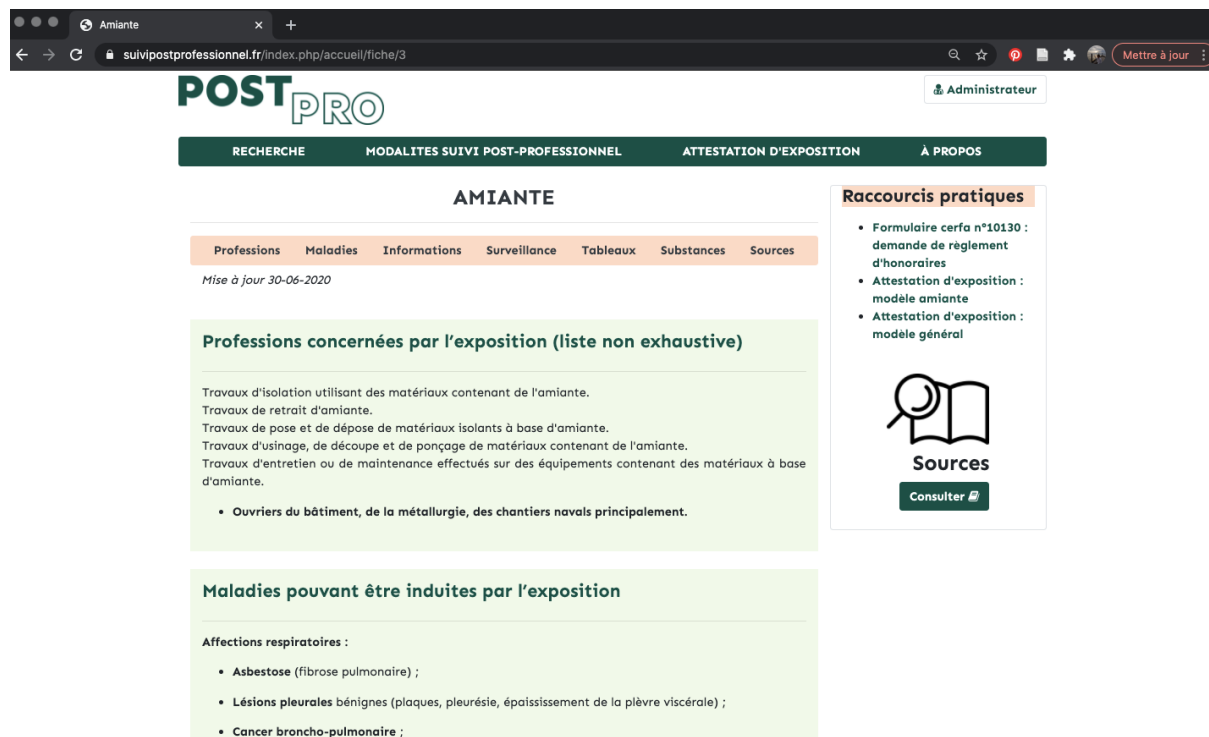 Amiante
suivipostprofessionnel.fr/index.php/accueil/fiche/3
Mettre à jour
POST PRO
Administrateur
RECHERCHE MODALITES SUIVI POST-PROFESSIONNEL ATTESTATION D'EXPOSITION À PROPOS
AMIANTE
Professions Maladies Informations Surveillance Tableaux Substances Sources
Mise à jour 30-06-2020
Professions concernées par l'exposition (liste non exhaustive)
Travaux d'isolation utilisant des matériaux contenant de l'amiante.
Travaux de retrait d'amiante.
Travaux de pose et de dépose de matériaux isolants à base d'amiante.
Travaux d'usinage, de découpe et de ponçage de matériaux contenant de l'amiante.
Travaux d'entretien ou de maintenance effectués sur des équipements contenant des matériaux à base
d'amiante.
• Ouvriers du bâtiment, de la métallurgie, des chantiers navals principalement.
Maladies pouvant être induites par l'exposition
Affections respiratoires :
• Asbestose (fibrose pulmonaire) ;
• Lésions pleurales bénignes (plaques, pleurésie, épaississement de la plèvre viscérale) ;
• Cancer broncho-pulmonaire ;
Raccourcis pratiques
• Formulaire cerfa n°10130 :
demande de règlement
d'honoraires
• Attestation d'exposition :
modèle amiante
• Attestation d'exposition :
modèle général
Sources
Consulter